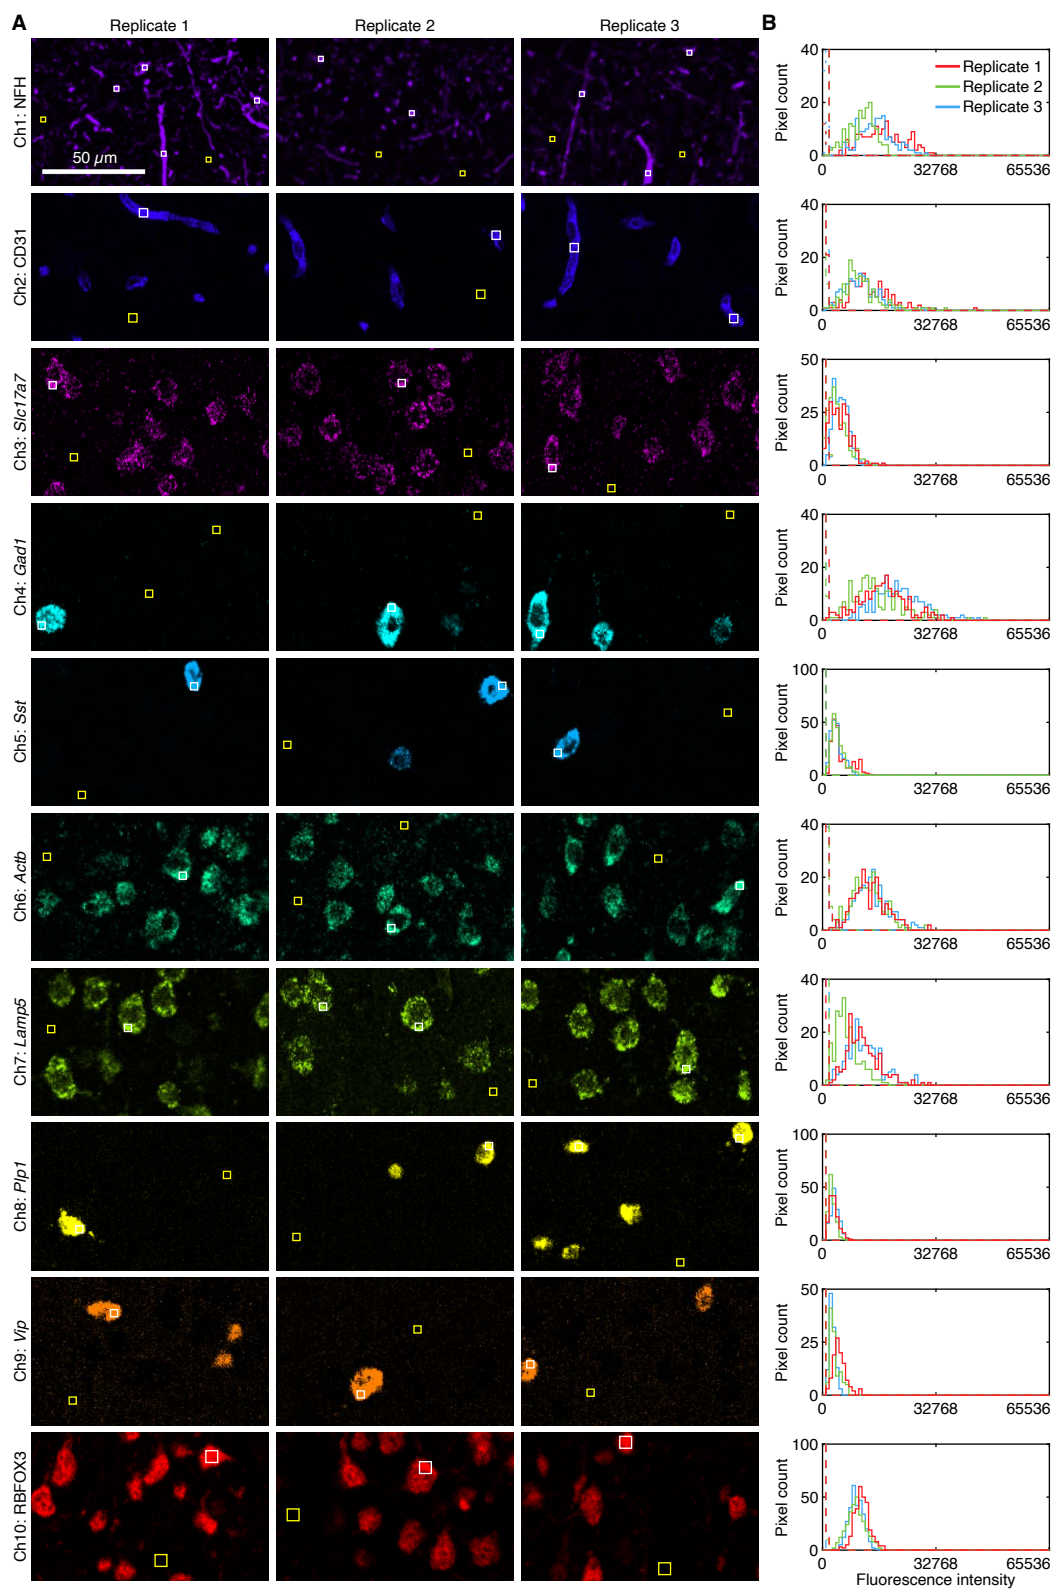 A
Replicate 1
Replicate 2
Replicate 3
B
Ch1: NFH
50 µm
Pixel count
40
20
0
Replicate 1
Replicate 2
Replicate 3
0 32768 65536
Ch2: CD31
Pixel count
40
20
0
0 32768 65536
Ch3: Slc17a7
Pixel count
50
25
0
0 32768 65536
Ch4: Gad1
Pixel count
40
20
0
0 32768 65536
Ch5: Sst
Pixel count
100
50
0
0 32768 65536
Ch6: Actb
Pixel count
40
20
0
0 32768 65536
Ch7: Lamp5
Pixel count
40
20
0
0 32768 65536
Ch8: Plp1
Pixel count
100
50
0
0 32768 65536
Ch9: Vip
Pixel count
50
25
0
0 32768 65536
Ch10: RBFOX3
Pixel count
100
50
0
0 32768 65536
Fluorescence intensity